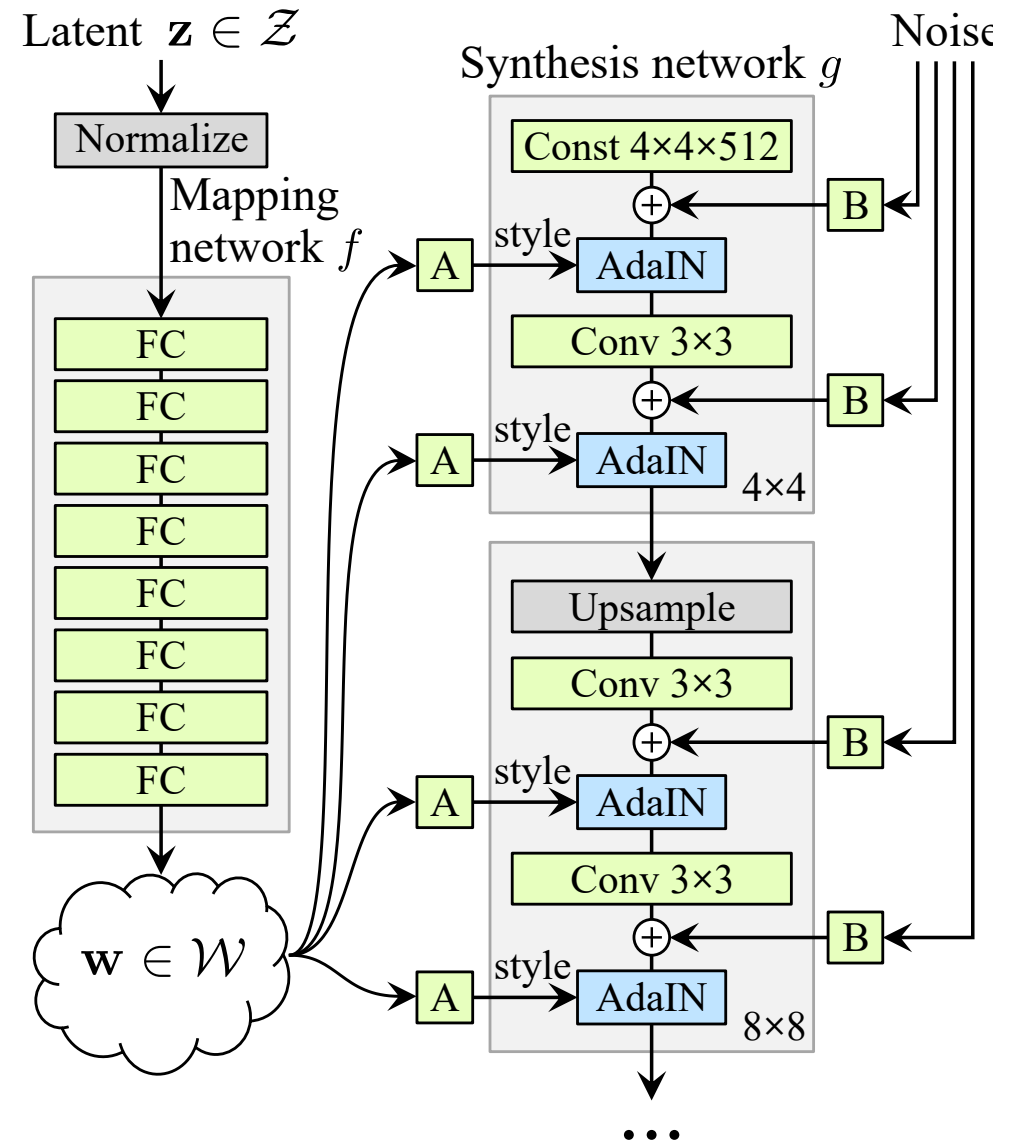 Latent z ∈ 𝒵
Normalize
Mapping
network f
FC
FC
FC
FC
FC
FC
FC
FC
w ∈ 𝒲
Synthesis network g
Noise
Const 4×4×512
B
A
style
AdaIN
Conv 3×3
B
A
style
AdaIN
4×4
Upsample
Conv 3×3
B
A
style
AdaIN
Conv 3×3
B
A
style
AdaIN
8×8
...